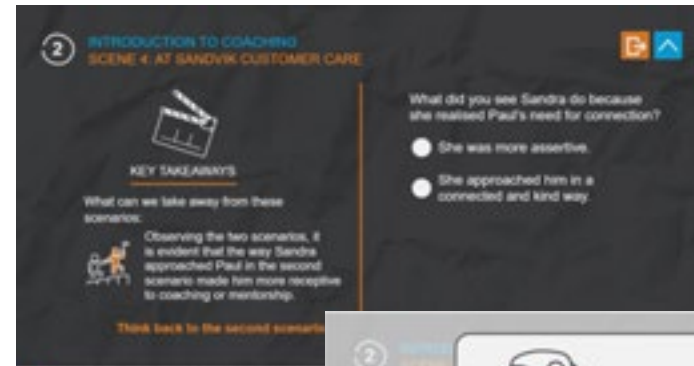 2
INTRODUCTION TO COACHING
SCENE 4: AT SANDVIK CUSTOMER CARE
KEY TAKEAWAYS
What can we take away from these
scenarios:
Observing the two scenarios, it
is evident that the way Sandra
approached Paul in the second
scenario made him more receptive
to coaching or mentorship.
Think back to the second scenario
What did you see Sandra do because
she realised Paul's need for connection?
She was more assertive.
She approached him in a
connected and kind way.
2